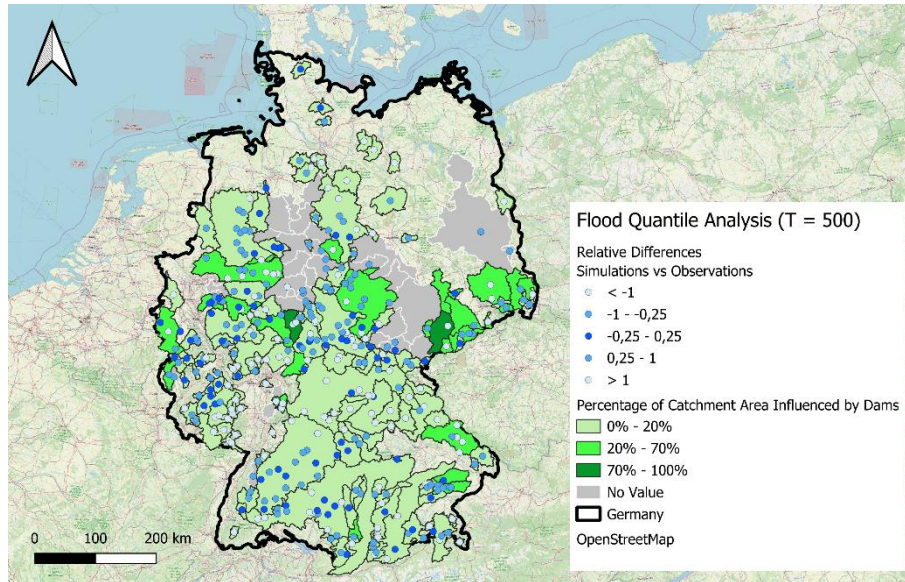 Flood Quantile Analysis (T = 500)
Relative Differences
Simulations vs Observations
< -1
-1 - -0,25
-0,25 - 0,25
0,25 - 1
> 1
Percentage of Catchment Area Influenced by Dams
0% - 20%
20% - 70%
70% - 100%
No Value
Germany
OpenStreetMap
0 100 200 km